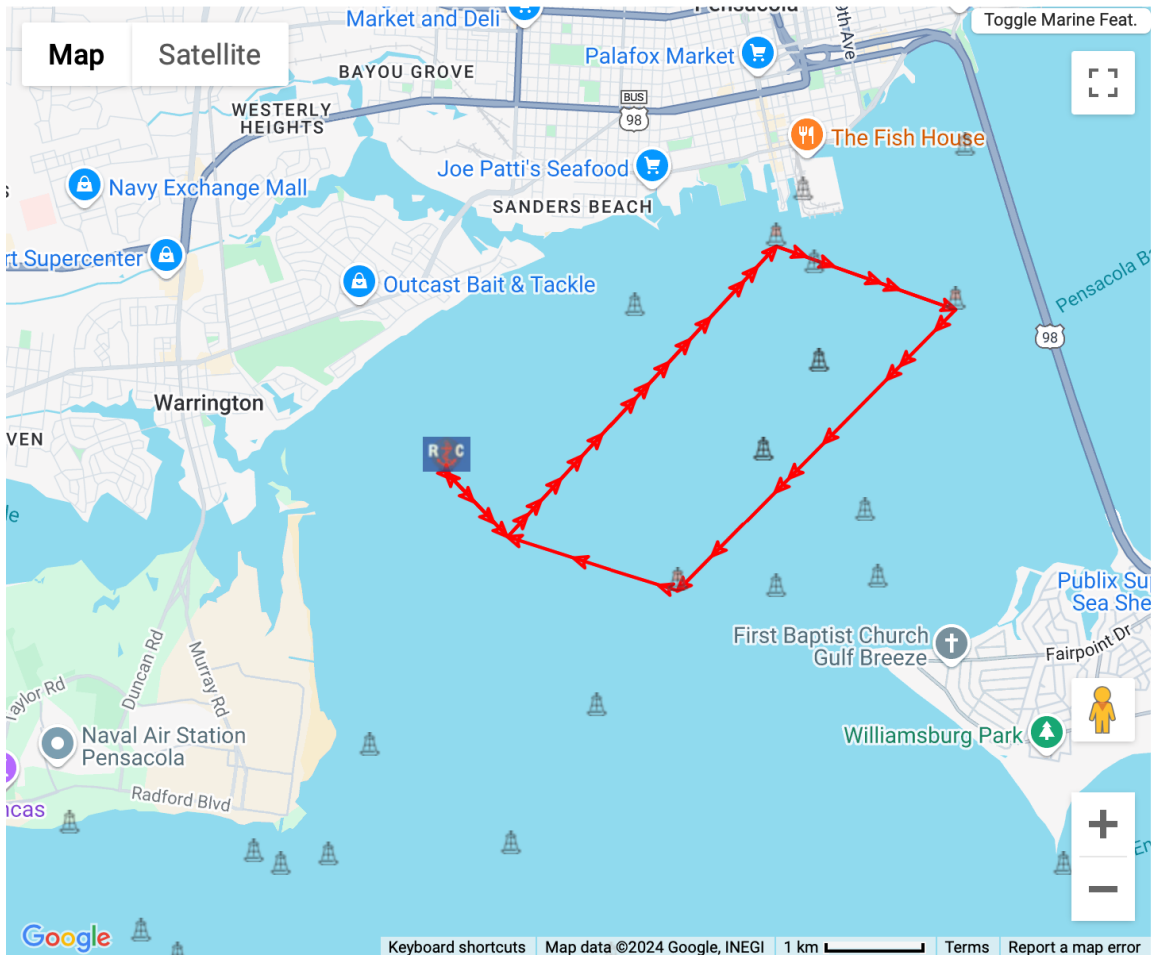 Market and Deli
Pensacola
9th Ave
Toggle Marine Feat.
Map
Satellite
Palafox Market
BAYOU GROVE
BUS
98
WESTERLY
HEIGHTS
The Fish House
Joe Patti's Seafood
Navy Exchange Mall
SANDERS BEACH
rt Supercenter
Outcast Bait & Tackle
Pensacola Ba
98
Warrington
VEN
R C
le
Publix Su
Sea She
First Baptist Church
Gulf Breeze
Fairpoint Dr
Duncan Rd
Murray Rd
Taylor Rd
Naval Air Station
Pensacola
Williamsburg Park
Radford Blvd
ncas
En
Google
Keyboard shortcuts
Map data ©2024 Google, INEGI
1 km
Terms
Report a map error